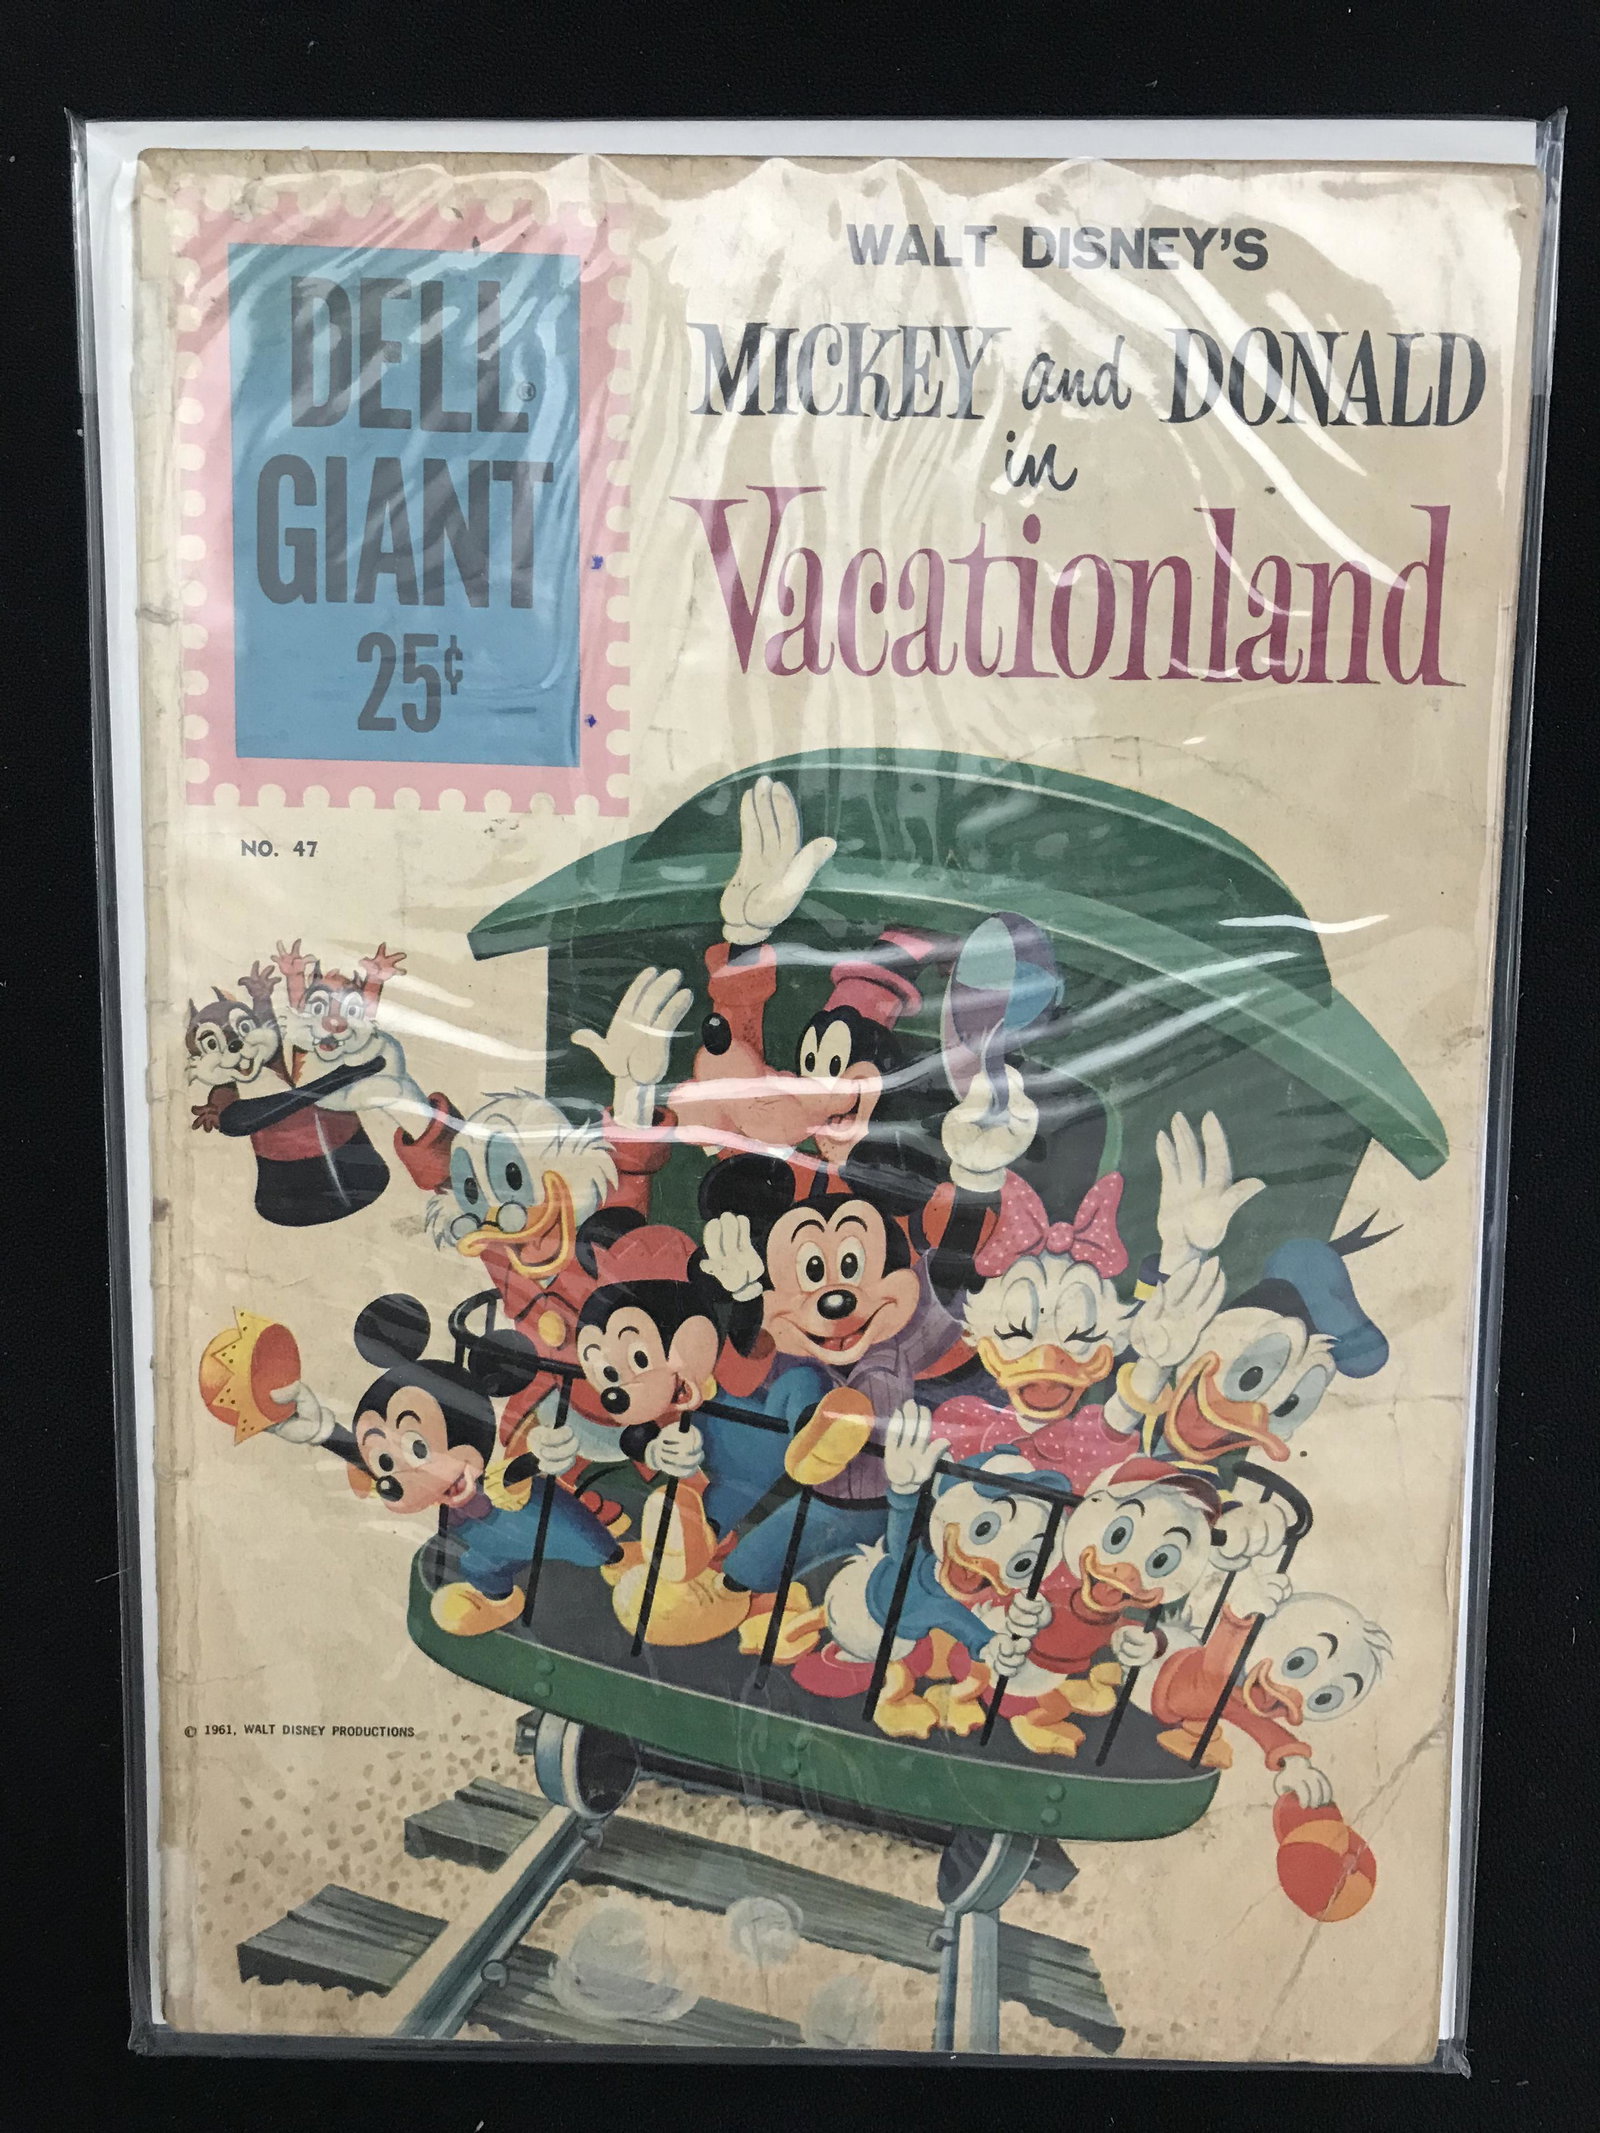 DELL®
GIANT
25¢
NO. 47
WALT DISNEY'S
MICKEY and DONALD
in
Vacationland
© 1961, WALT DISNEY PRODUCTIONS